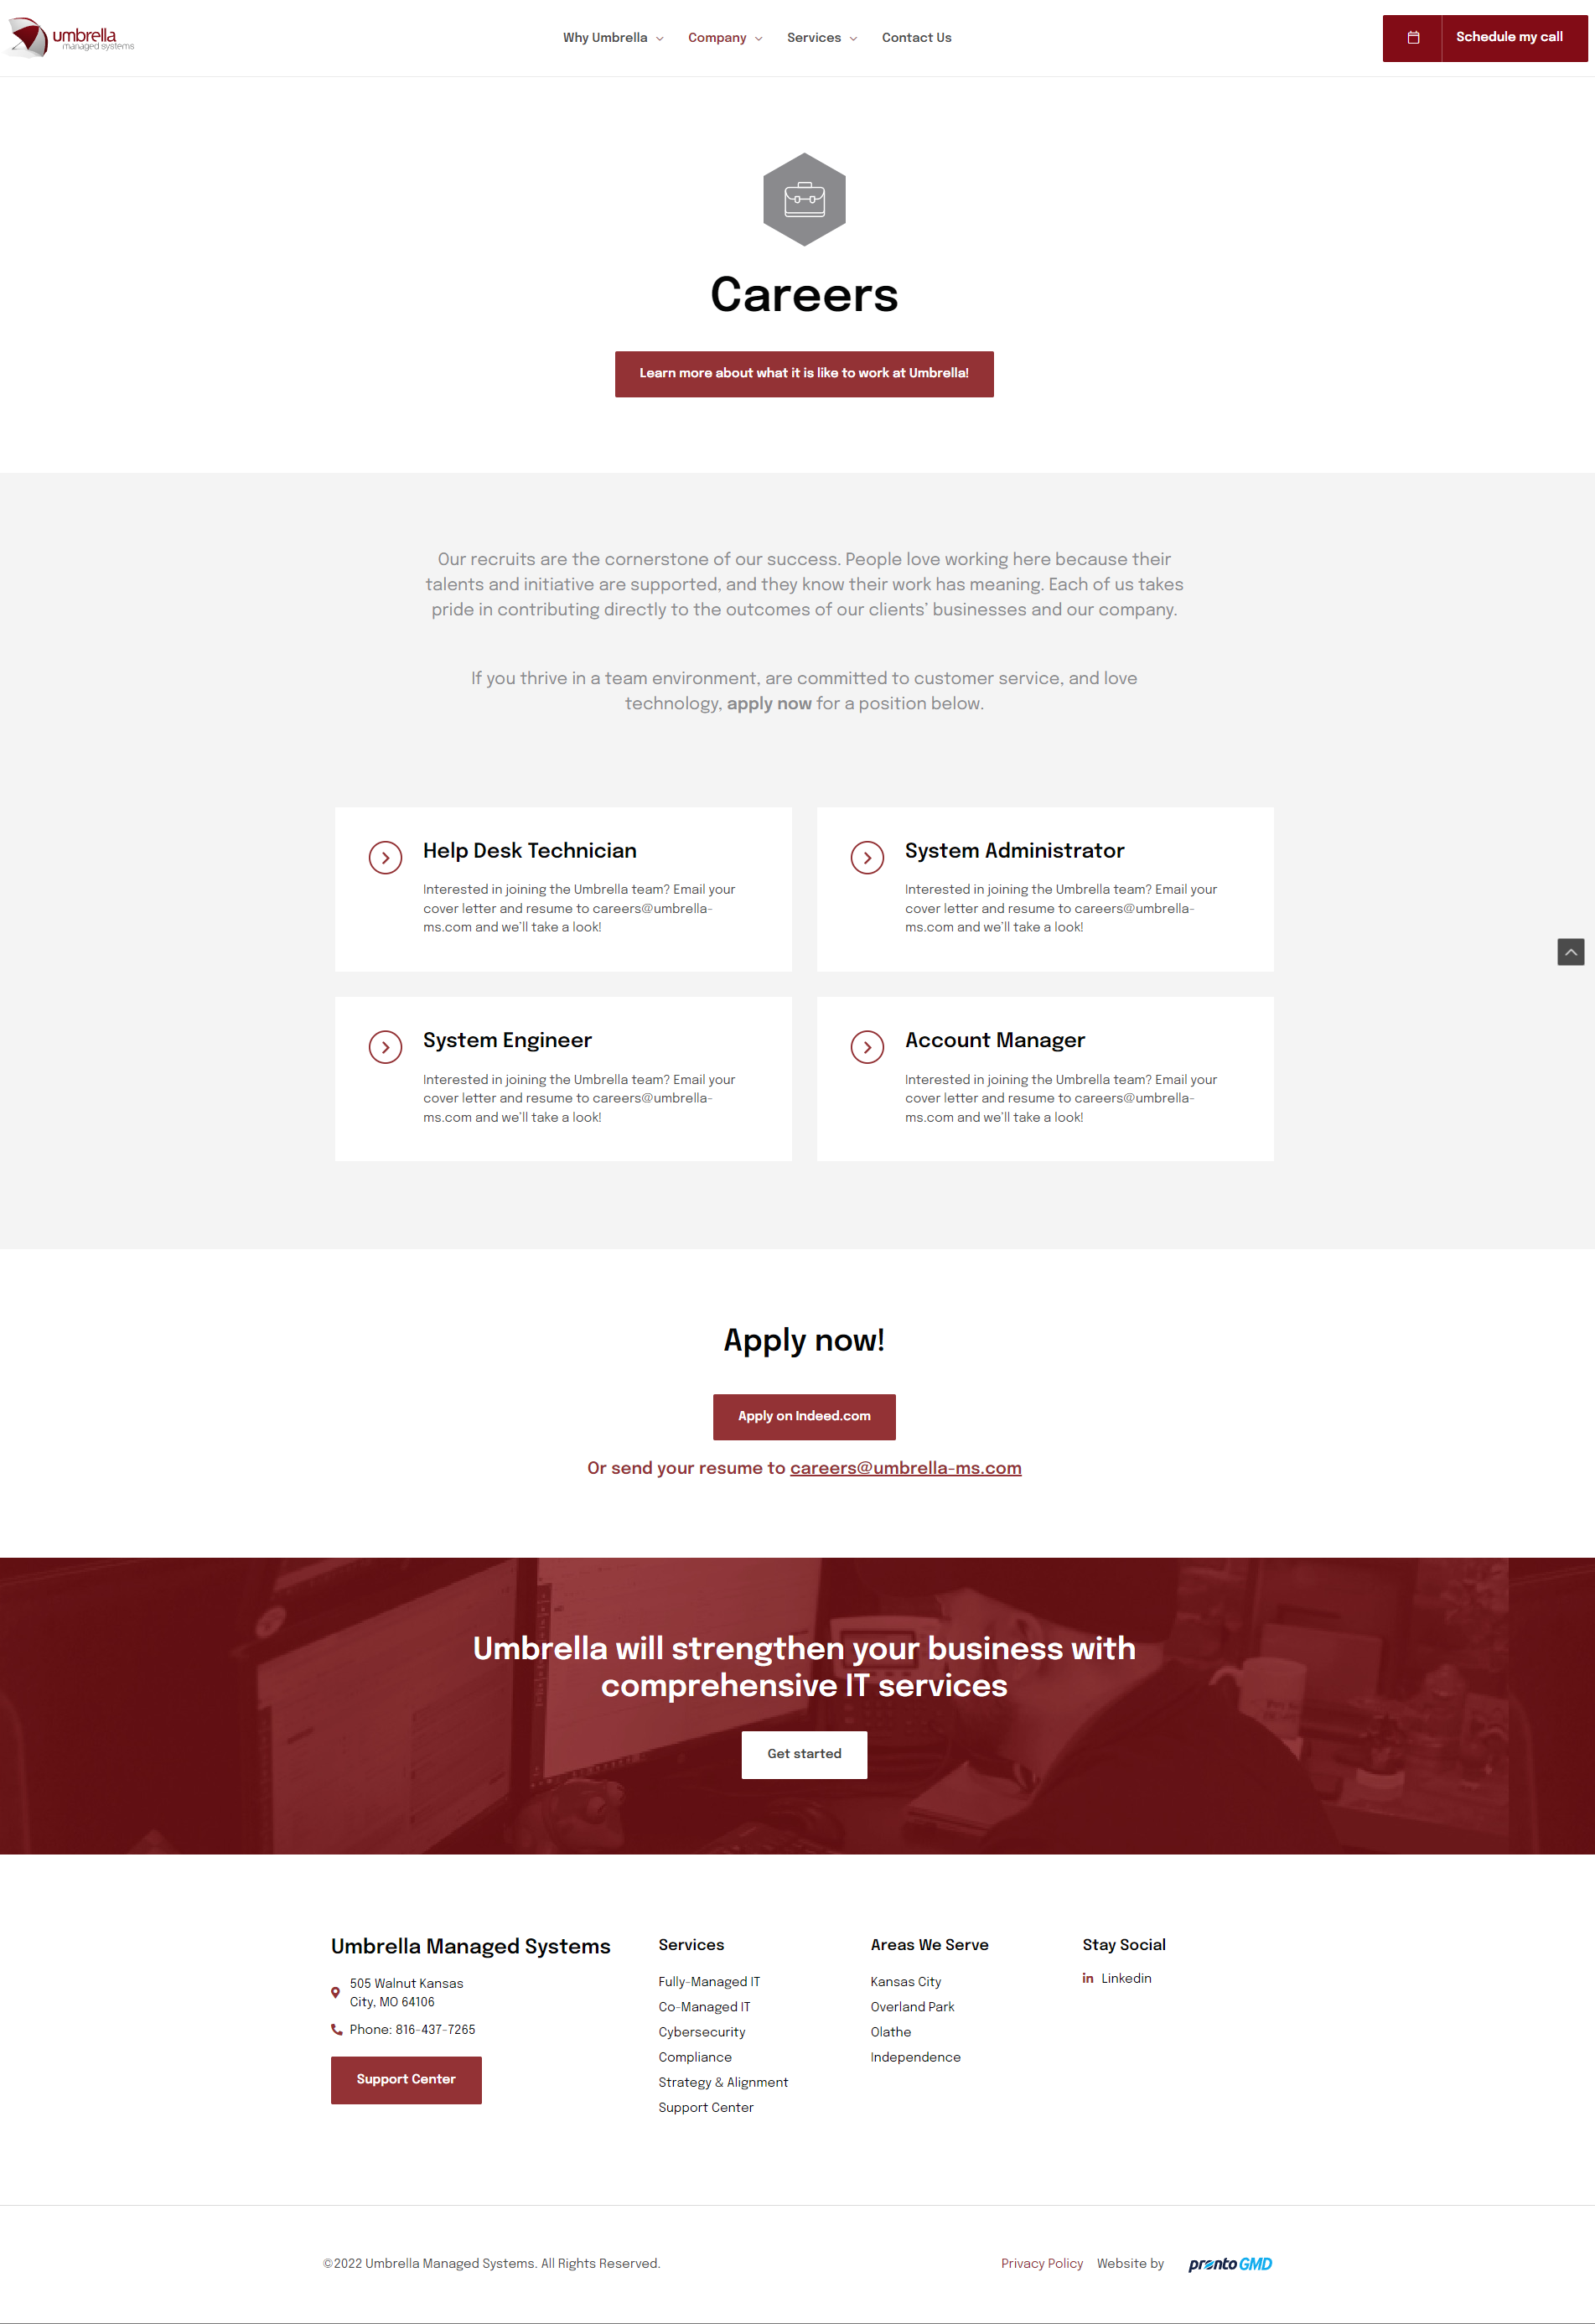 umbrella
managed systems
Why Umbrella
Company
Services
Contact Us
Schedule my call
Careers
Learn more about what it is like to work at Umbrella!
Our recruits are the cornerstone of our success. People love working here because their
talents and initiative are supported, and they know their work has meaning. Each of us takes
pride in contributing directly to the outcomes of our clients’ businesses and our company.
If you thrive in a team environment, are committed to customer service, and love
technology, apply now for a position below.
Help Desk Technician
Interested in joining the Umbrella team? Email your
cover letter and resume to careers@umbrella-
ms.com and we’ll take a look!
System Administrator
Interested in joining the Umbrella team? Email your
cover letter and resume to careers@umbrella-
ms.com and we’ll take a look!
System Engineer
Interested in joining the Umbrella team? Email your
cover letter and resume to careers@umbrella-
ms.com and we’ll take a look!
Account Manager
Interested in joining the Umbrella team? Email your
cover letter and resume to careers@umbrella-
ms.com and we’ll take a look!
Apply now!
Apply on Indeed.com
Or send your resume to careers@umbrella-ms.com
Umbrella will strengthen your business with
comprehensive IT services
Get started
Umbrella Managed Systems
505 Walnut Kansas
City, MO 64106
Phone: 816-437-7265
Support Center
Services
Fully-Managed IT
Co-Managed IT
Cybersecurity
Compliance
Strategy & Alignment
Support Center
Areas We Serve
Kansas City
Overland Park
Olathe
Independence
Stay Social
Linkedin
©2022 Umbrella Managed Systems. All Rights Reserved.
Privacy Policy
Website by
pronto GMD